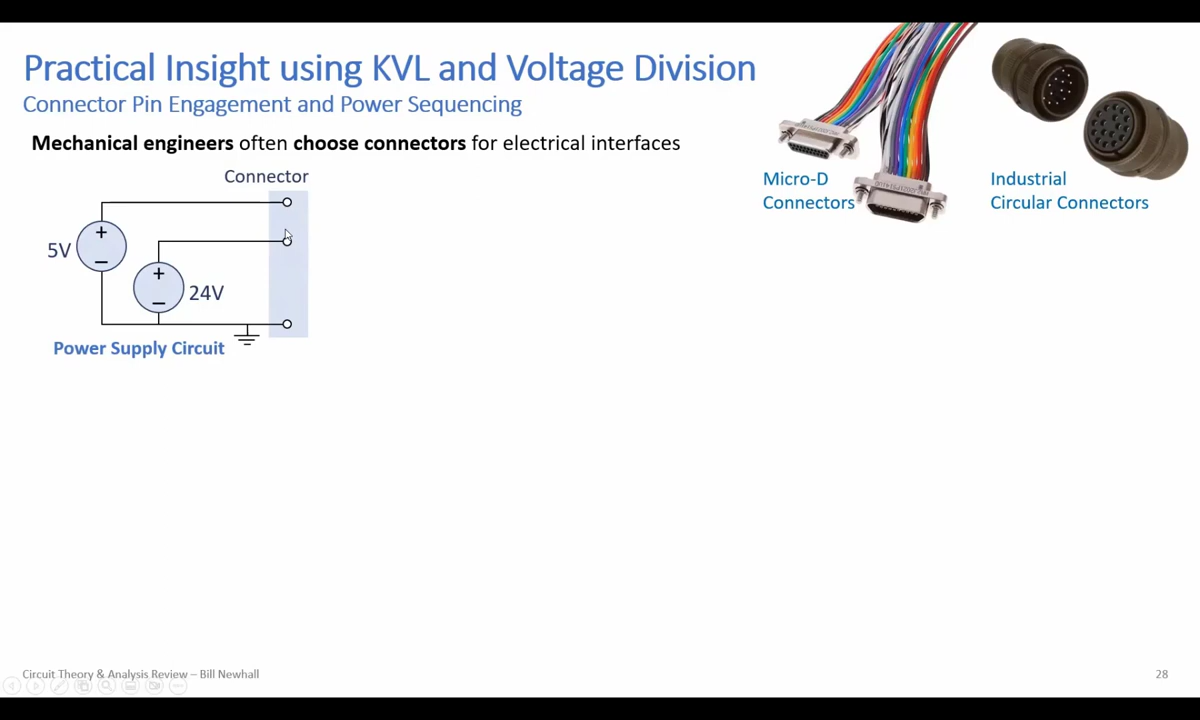 Practical Insight using KVL and Voltage Division
Connector Pin Engagement and Power Sequencing
Mechanical engineers often choose connectors for electrical interfaces
Connector
Micro-D
Connectors
Industrial
Circular Connectors
5V
+
−
+
−
24V
Power Supply Circuit
Circuit Theory & Analysis Review – Bill Newhall
28